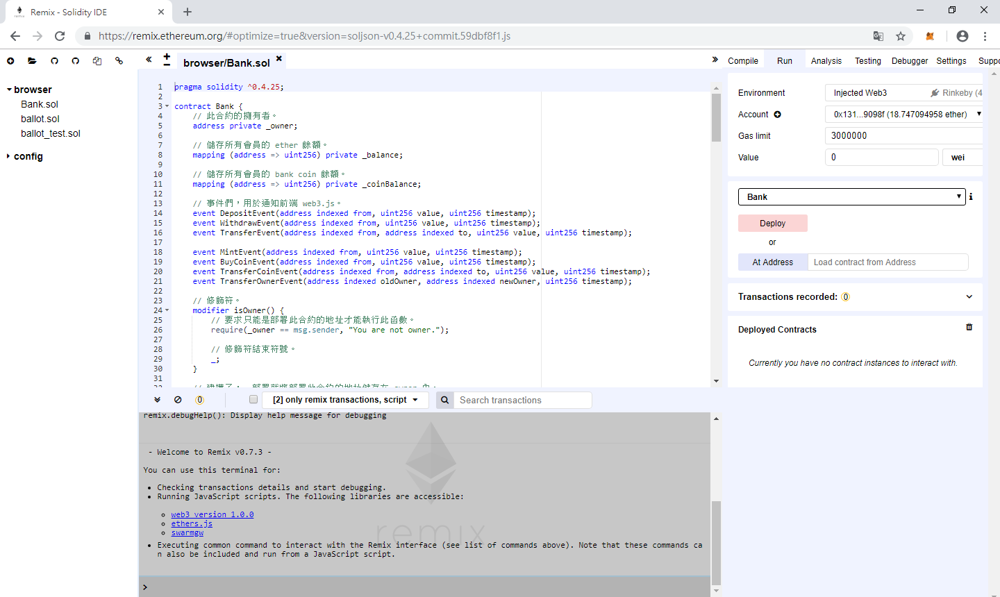 Remix - Solidity IDE
https://remix.ethereum.org/#optimize=true&version=soljson-v0.4.25+commit.59dbf8f1.js
browser/Bank.sol
Compile Run Analysis Testing Debugger Settings Suppo
browser
Bank.sol
ballot.sol
ballot_test.sol
config
1 pragma solidity ^0.4.25;
2
3 contract Bank {
4 // 此合約的擁有者。
5 address private _owner;
6
7 // 儲存所有會員的 ether 餘額。
8 mapping (address => uint256) private _balance;
9
10 // 儲存所有會員的 bank coin 餘額。
11 mapping (address => uint256) private _coinBalance;
12
13 // 事件們，用於通知前端 web3.js。
14 event DepositEvent(address indexed from, uint256 value, uint256 timestamp);
15 event WithdrawEvent(address indexed from, uint256 value, uint256 timestamp);
16 event TransferEvent(address indexed from, address indexed to, uint256 value, uint256 timestamp);
17
18 event MintEvent(address indexed from, uint256 value, uint256 timestamp);
19 event BuyCoinEvent(address indexed from, uint256 value, uint256 timestamp);
20 event TransferCoinEvent(address indexed from, address indexed to, uint256 value, uint256 timestamp);
21 event TransferOwnerEvent(address indexed oldOwner, address indexed newOwner, uint256 timestamp);
22
23 // 修飾符。
24 modifier isOwner() {
25 // 要求只能是部署此合約的地址才能執行此函數。
26 require(_owner == msg.sender, "You are not owner.");
27
28 // 修飾符結束符號。
29 _;
30 }
31
0
[2] only remix transactions, script
Search transactions
remix.debugHelp(): Display help message for debugging
- Welcome to Remix v0.7.3 -
You can use this terminal for:
• Checking transactions details and start debugging.
• Running JavaScript scripts. The following libraries are accessible:
web3 version 1.0.0
ethers.js
swarmgw
• Executing common command to interact with the Remix interface (see list of commands above). Note that these commands ca
n also be included and run from a JavaScript script.
remix
>
Environment Injected Web3 Rinkeby (4
Account 0x131...9098f (18.747094958 ether)
Gas limit 3000000
Value 0 wei
Bank
Deploy
or
At Address Load contract from Address
Transactions recorded: 0
Deployed Contracts
Currently you have no contract instances to interact with.